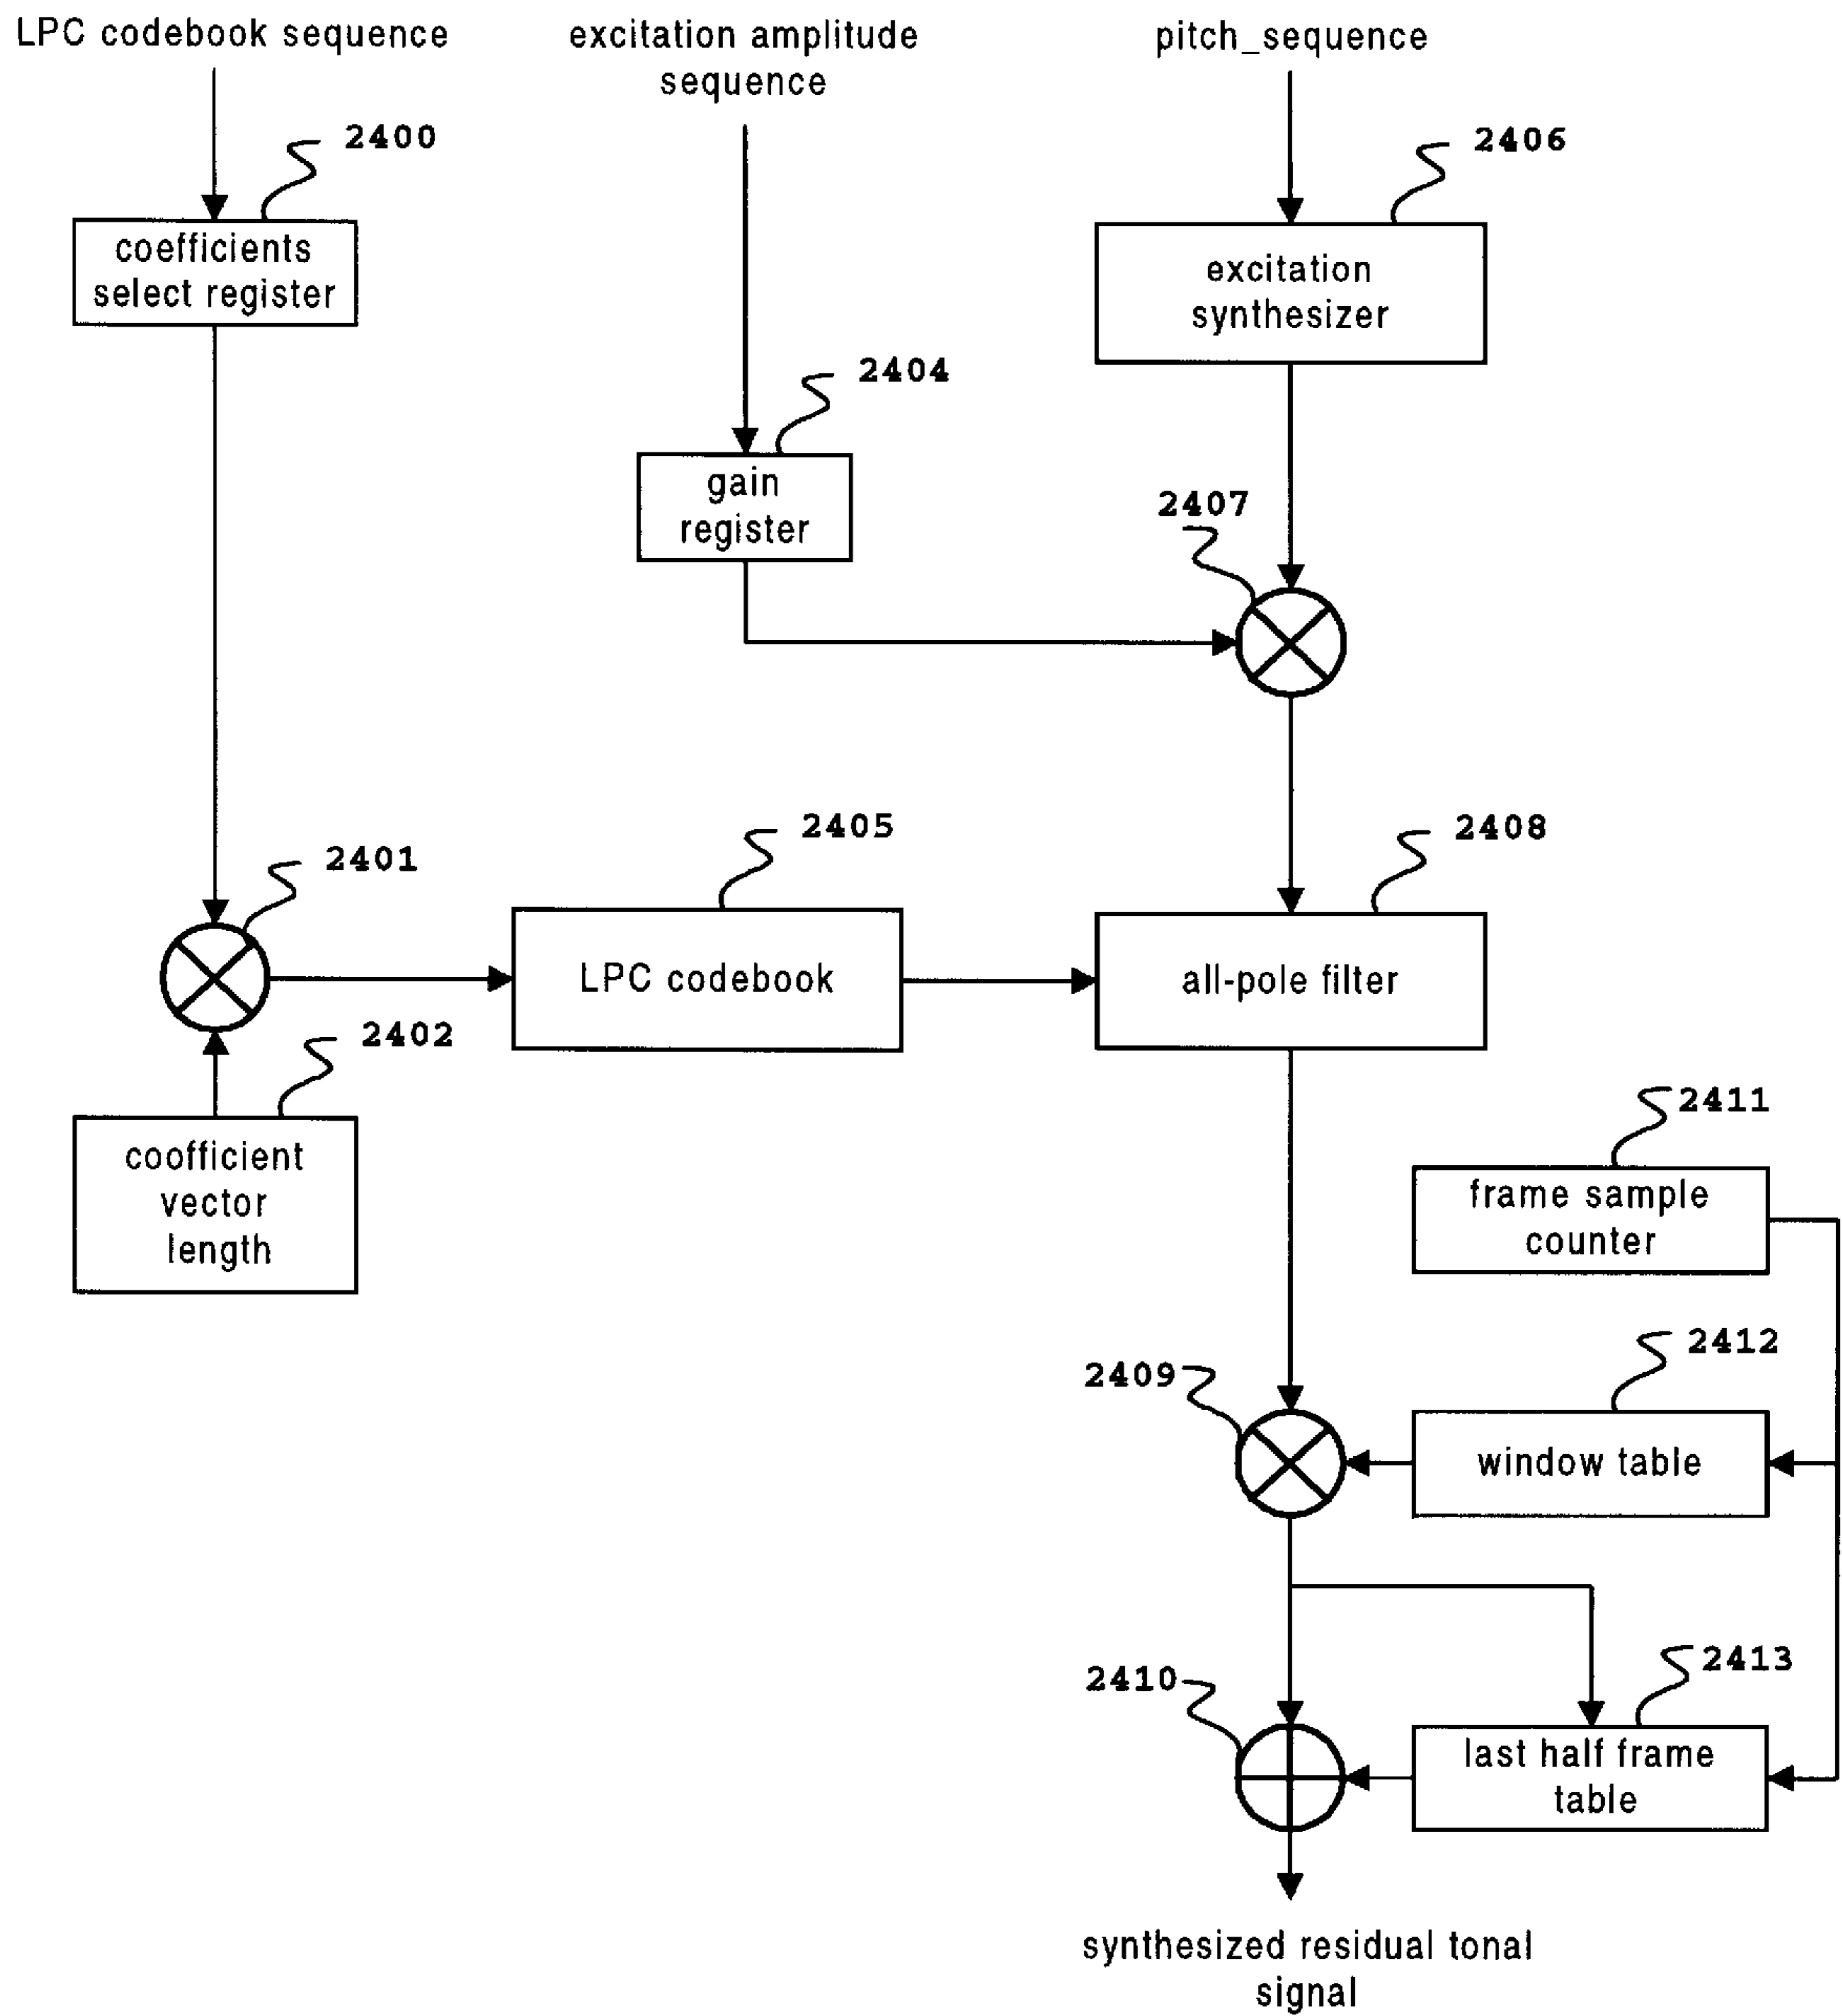 LPC codebook sequence
excitation amplitude
sequence
pitch_sequence
2400
2406
coefficients
select register
excitation
synthesizer
2404
gain
register
2407
2405
2408
2401
LPC codebook
all-pole filter
2402
coofficient
vector
length
2411
frame sample
counter
2412
2409
window table
2413
2410
last half frame
table
synthesized residual tonal
signal